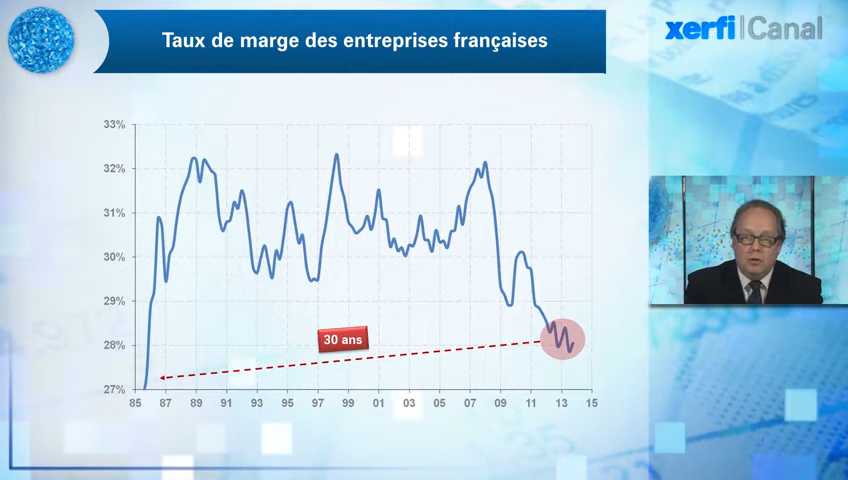 Taux de marge des entreprises françaises
xerfi|Canal
33%
32%
31%
30%
29%
28%
27%
30 ans
85 87 89 91 93 95 97 99 01 03 05 07 09 11 13 15